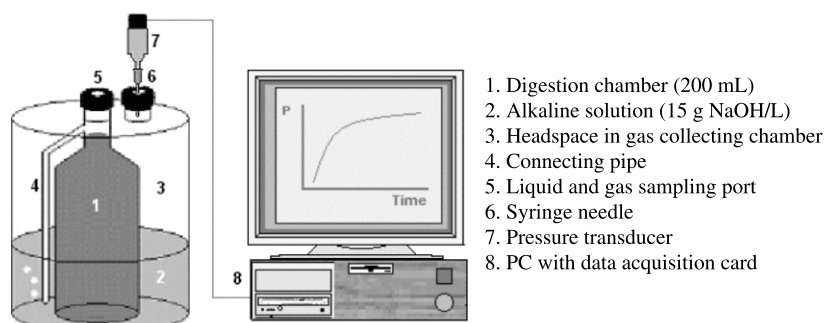 7
5
6
P
4
1
3
Time
2
8
1. Digestion chamber (200 mL)
2. Alkaline solution (15 g NaOH/L)
3. Headspace in gas collecting chamber
4. Connecting pipe
5. Liquid and gas sampling port
6. Syringe needle
7. Pressure transducer
8. PC with data acquisition card